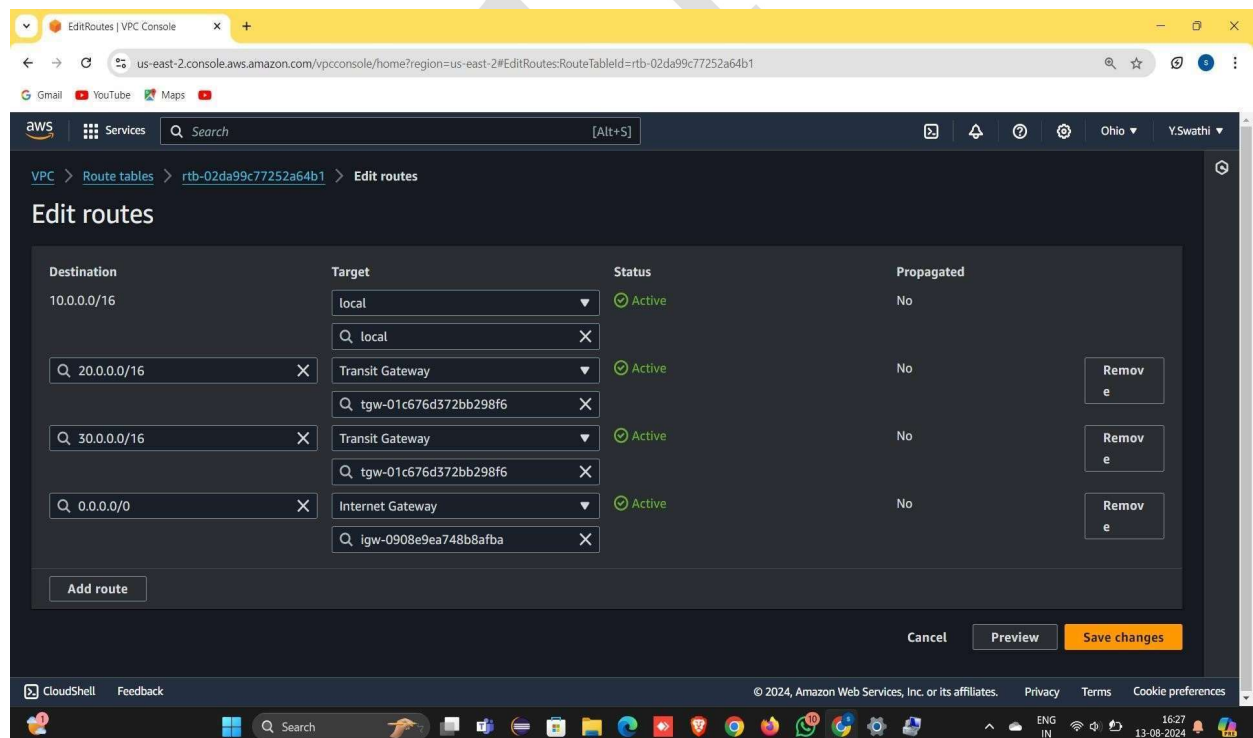 EditRoutes | VPC Console
us-east-2.console.aws.amazon.com/vpcconsole/home?region=us-east-2#EditRoutes:RouteTableId=rtb-02da99c77252a64b1
S
Gmail YouTube Maps
aws Services Search [Alt+S] Ohio Y.Swathi
VPC > Route tables > rtb-02da99c77252a64b1 > Edit routes
Edit routes
Destination Target Status Propagated
10.0.0.0/16 local Active No
local
20.0.0.0/16 Transit Gateway Active No Remov
e
tgw-01c676d372bb298f6
30.0.0.0/16 Transit Gateway Active No Remov
e
tgw-01c676d372bb298f6
0.0.0.0/0 Internet Gateway Active No Remov
e
igw-0908e9ea748b8afba
Add route
Cancel Preview Save changes
CloudShell Feedback © 2024, Amazon Web Services, Inc. or its affiliates. Privacy Terms Cookie preferences
1 Search 10 ENG 16:27
IN 13-08-2024